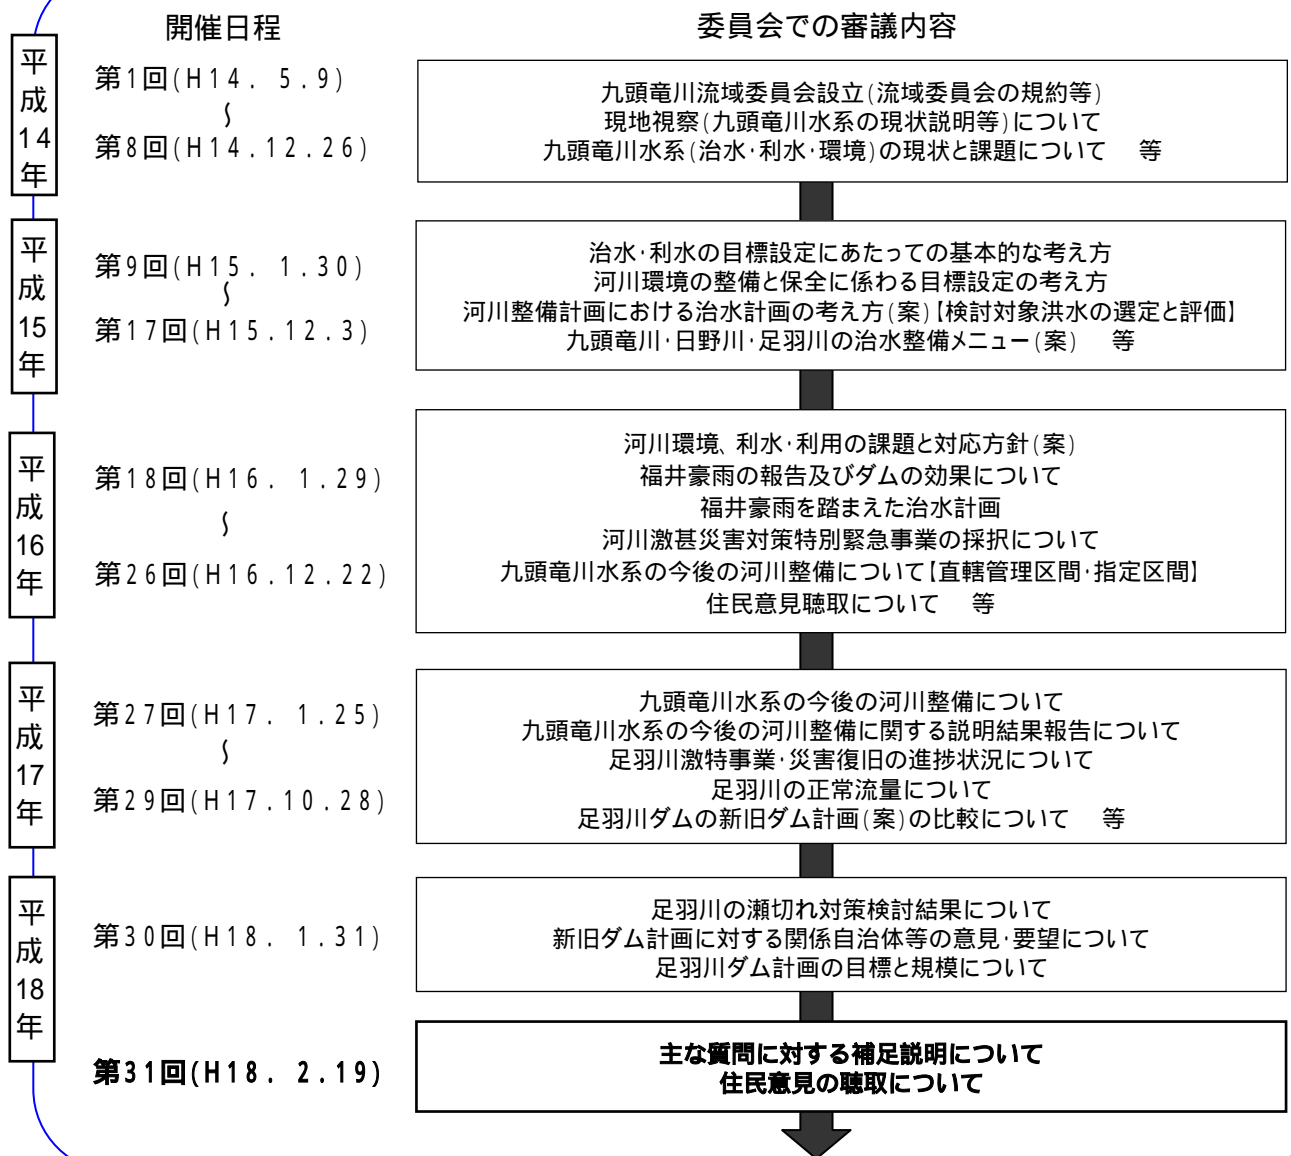 開催日程
委員会での審議内容
平成14年
第1回(H14. 5.9)
~
第8回(H14.12.26)
九頭竜川流域委員会設立(流域委員会の規約等)
現地視察(九頭竜川水系の現状説明等)について
九頭竜川水系(治水･利水･環境)の現状と課題について 等
平成15年
第9回(H15. 1.30)
~
第17回(H15.12.3)
治水･利水の目標設定にあたっての基本的な考え方
河川環境の整備と保全に係わる目標設定の考え方
河川整備計画における治水計画の考え方(案)【検討対象洪水の選定と評価】
九頭竜川･日野川･足羽川の治水整備メニュー(案) 等
平成16年
第18回(H16. 1.29)
~
第26回(H16.12.22)
河川環境、利水･利用の課題と対応方針(案)
福井豪雨の報告及びダムの効果について
福井豪雨を踏まえた治水計画
河川激甚災害対策特別緊急事業の採択について
九頭竜川水系の今後の河川整備について【直轄管理区間･指定区間】
住民意見聴取について 等
平成17年
第27回(H17. 1.25)
~
第29回(H17.10.28)
九頭竜川水系の今後の河川整備について
九頭竜川水系の今後の河川整備に関する説明結果報告について
足羽川激特事業･災害復旧の進捗状況について
足羽川の正常流量について
足羽川ダムの新旧ダム計画(案)の比較について 等
平成18年
第30回(H18. 1.31)
足羽川の瀬切れ対策検討結果について
新旧ダム計画に対する関係自治体等の意見･要望について
足羽川ダム計画の目標と規模について
第31回(H18. 2.19)
主な質問に対する補足説明について
住民意見の聴取について